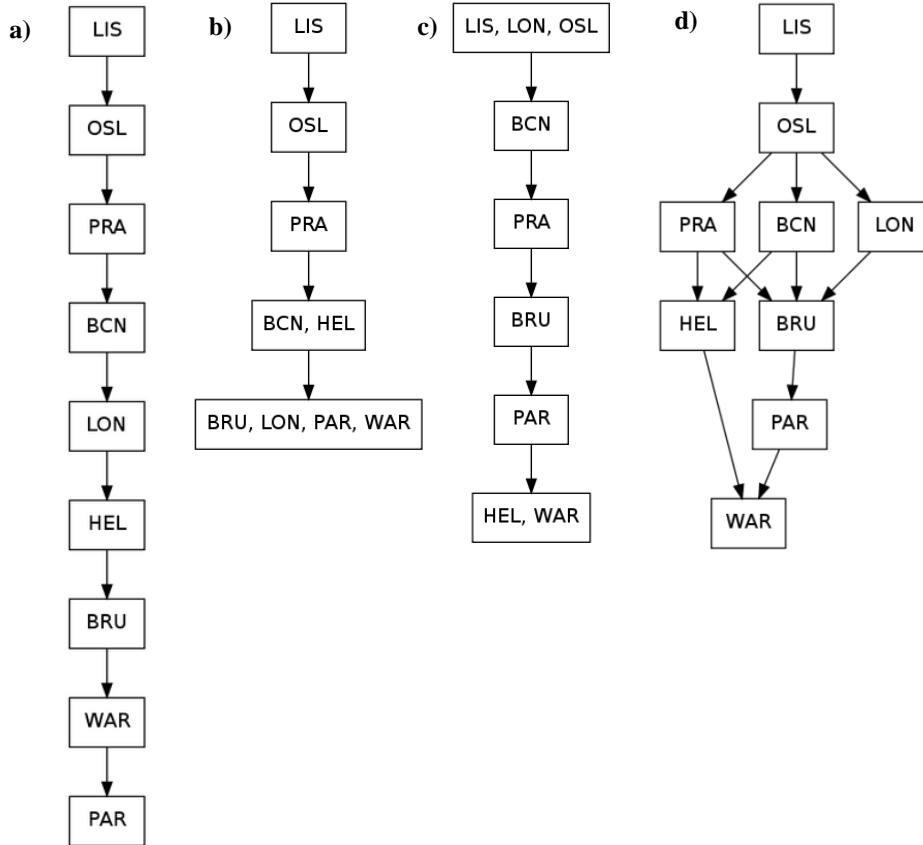 a)
LIS
OSL
PRA
BCN
LON
HEL
BRU
WAR
PAR
b)
LIS
OSL
PRA
BCN, HEL
BRU, LON, PAR, WAR
c)
LIS, LON, OSL
BCN
PRA
BRU
PAR
HEL, WAR
d)
LIS
OSL
PRA
BCN
LON
HEL
BRU
PAR
WAR